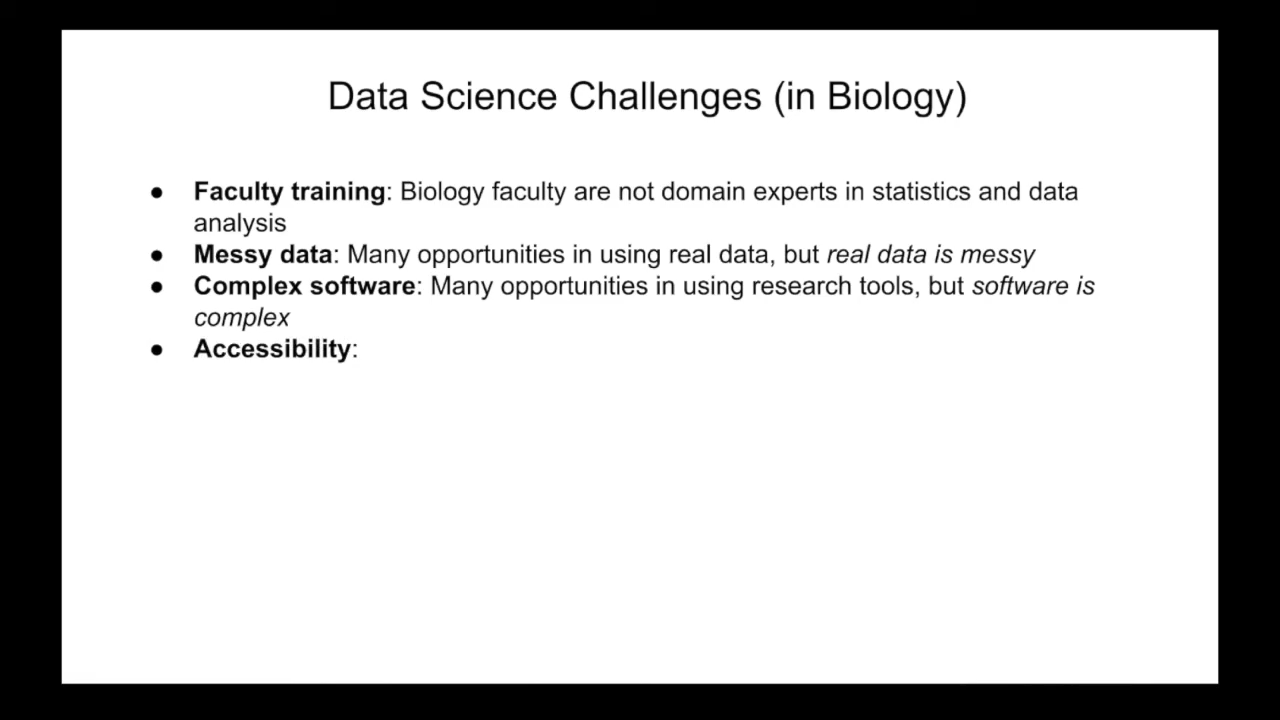 Data Science Challenges (in Biology)
● Faculty training: Biology faculty are not domain experts in statistics and data
analysis
● Messy data: Many opportunities in using real data, but real data is messy
● Complex software: Many opportunities in using research tools, but software is
complex
● Accessibility: